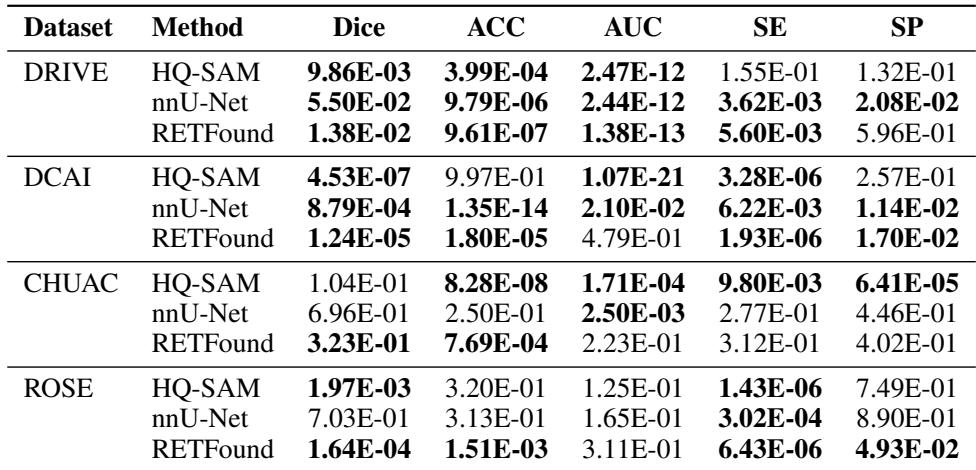 Dataset Method Dice ACC AUC SE SP
DRIVE HQ-SAM 9.86E-03 3.99E-04 2.47E-12 1.55E-01 1.32E-01
nnU-Net 5.50E-02 9.79E-06 2.44E-12 3.62E-03 2.08E-02
RETFound 1.38E-02 9.61E-07 1.38E-13 5.60E-03 5.96E-01
DCAI HQ-SAM 4.53E-07 9.97E-01 1.07E-21 3.28E-06 2.57E-01
nnU-Net 8.79E-04 1.35E-14 2.10E-02 6.22E-03 1.14E-02
RETFound 1.24E-05 1.80E-05 4.79E-01 1.93E-06 1.70E-02
CHUAC HQ-SAM 1.04E-01 8.28E-08 1.71E-04 9.80E-03 6.41E-05
nnU-Net 6.96E-01 2.50E-01 2.50E-03 2.77E-01 4.46E-01
RETFound 3.23E-01 7.69E-04 2.23E-01 3.12E-01 4.02E-01
ROSE HQ-SAM 1.97E-03 3.20E-01 1.25E-01 1.43E-06 7.49E-01
nnU-Net 7.03E-01 3.13E-01 1.65E-01 3.02E-04 8.90E-01
RETFound 1.64E-04 1.51E-03 3.11E-01 6.43E-06 4.93E-02